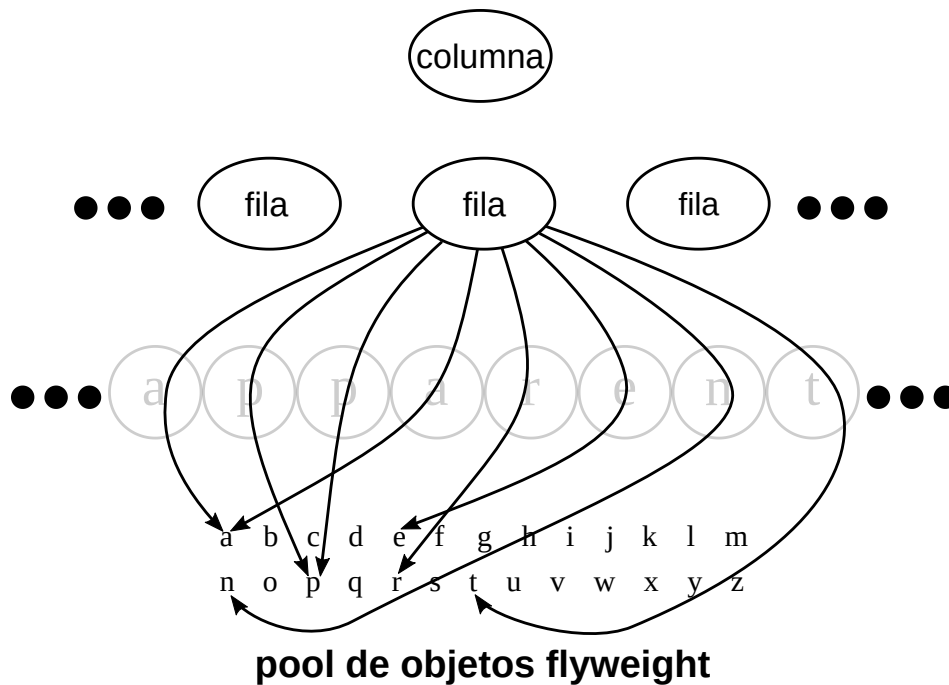 columna
fila fila fila
a p p a r e n t
a b c d e f g h i j k l m
n o p q r s t u v w x y z
pool de objetos flyweight